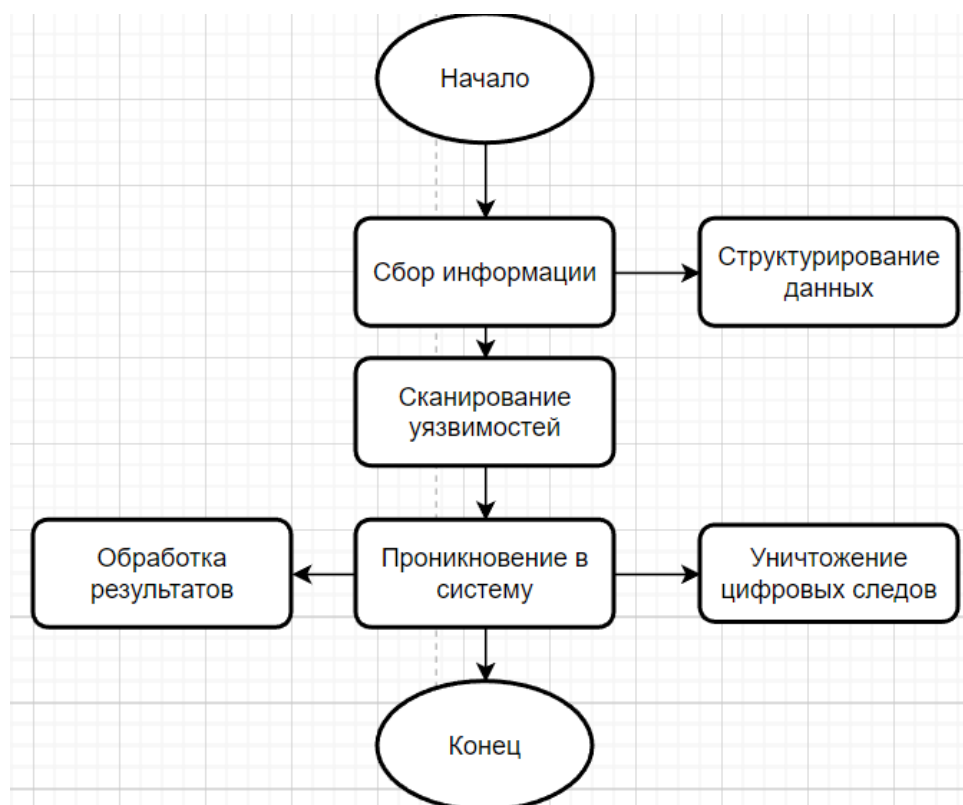 Начало
Сбор информации
Структурирование
данных
Сканирование
уязвимостей
Обработка
результатов
Проникновение в
систему
Уничтожение
цифровых следов
Конец